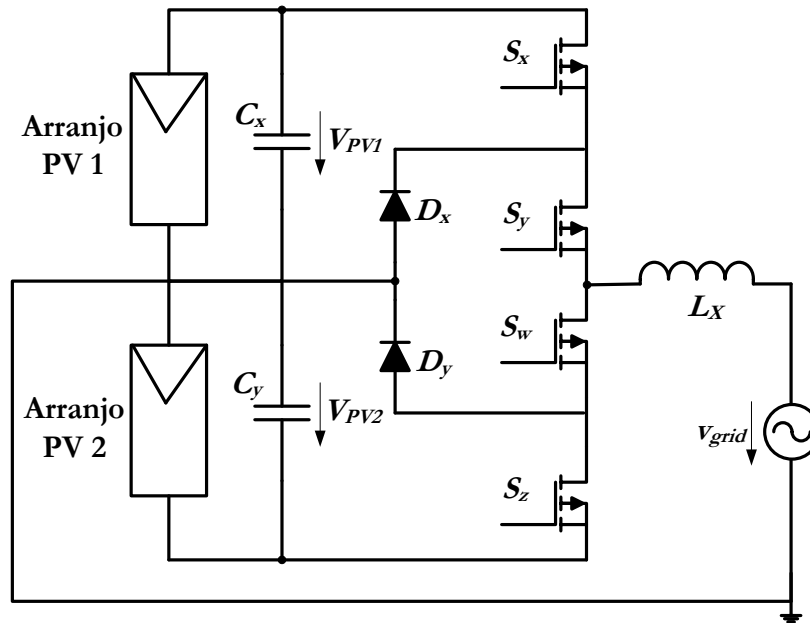 Sx
Arranjo
PV 1
Cx
VPV1
Dx
Sy
LX
Sw
Arranjo
PV 2
Cy
VPV2
Dy
vgrid
Sz